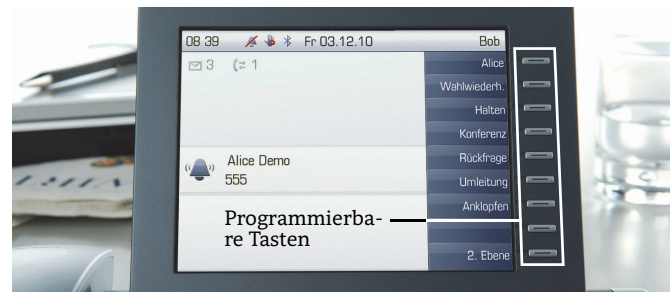 08 39 Fr 03.12.10 Bob
3 1
Alice
Wahlwiederh.
Halten
Konferenz
Rückfrage
Umleitung
Anklopfen
2. Ebene
Alice Demo
555
Programmierba-
re Tasten